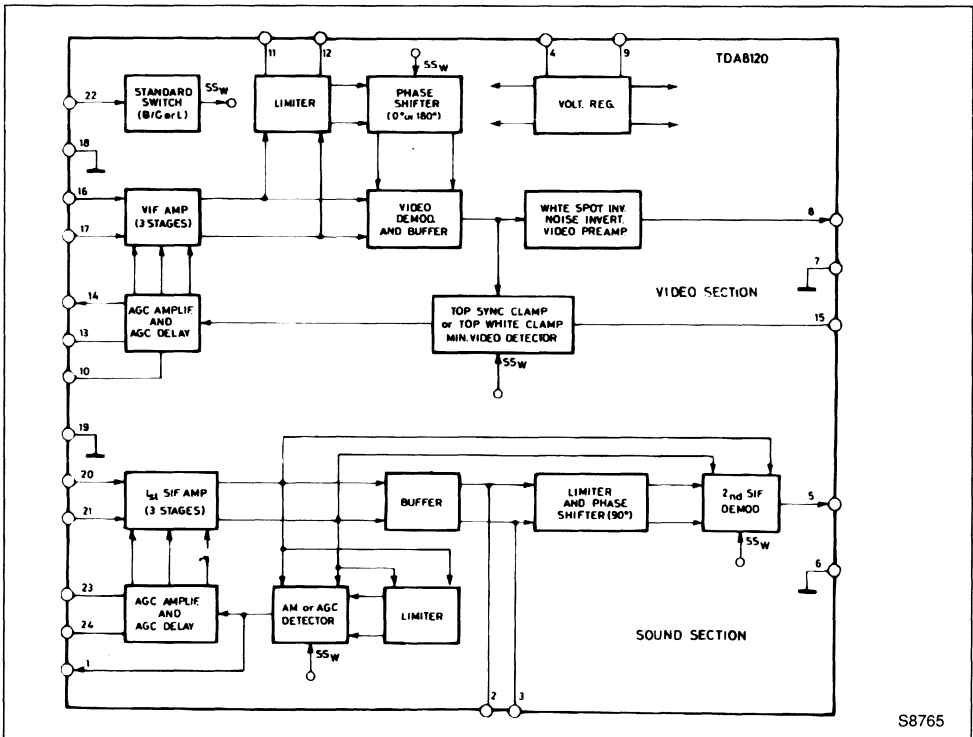 11
12
4
9
TDA8120
22
STANDARD
SWITCH
(B/G or L)
SSW
LIMITER
SSW
PHASE
SHIFTER
(0° or 180°)
VOLT. REG.
18
16
17
VIF AMP
(3 STAGES)
VIDEO
DEMOD.
AND BUFFER
WHTE SPOT INV.
NOISE INVERT.
VIDEO PREAMP
8
7
VIDEO SECTION
14
13
10
AGC AMPLIF.
AND
AGC DELAY
TOP SYNC CLAMP
or TOP WHITE CLAMP
MIN. VIDEO DETECTOR
15
SSW
19
20
21
1st SIF AMP
(3 STAGES)
BUFFER
LIMITER
AND PHASE
SHIFTER (90°)
2nd SIF
DEMOD
5
SSW
6
23
24
AGC AMPLIF.
AND
AGC DELAY
AM or AGC
DETECTOR
LIMITER
SOUND SECTION
1
SSW
2
3
S8765